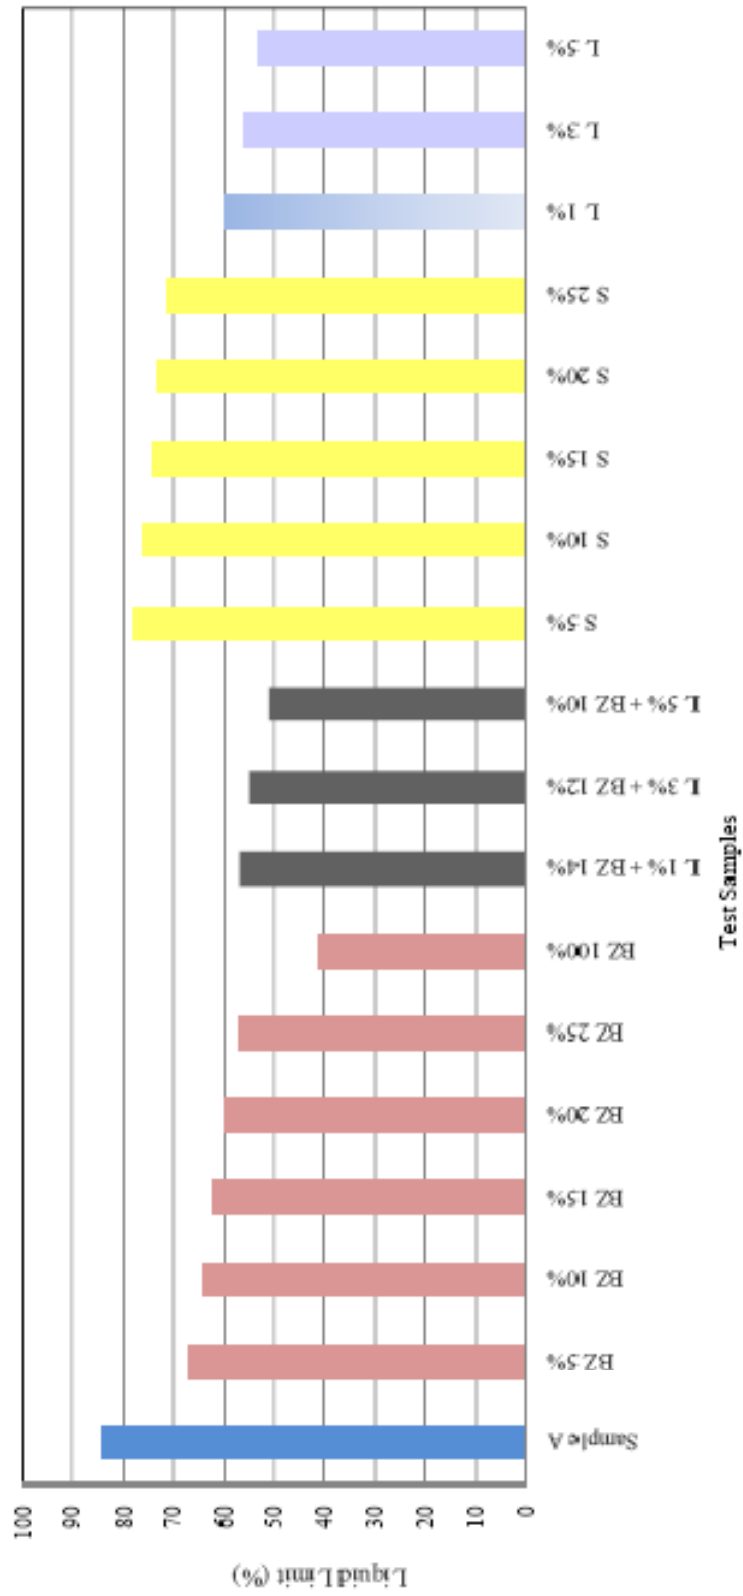 Liquid Limit (%)
100
90
80
70
60
50
40
30
20
10
0
Sample A
BZ 5%
BZ 10%
BZ 15%
BZ 20%
BZ 25%
BZ 100%
L 1% + BZ 14%
L 3% + BZ 12%
L 5% + BZ 10%
S 5%
S 10%
S 15%
S 20%
S 25%
L 1%
L 3%
L 5%
Test Samples